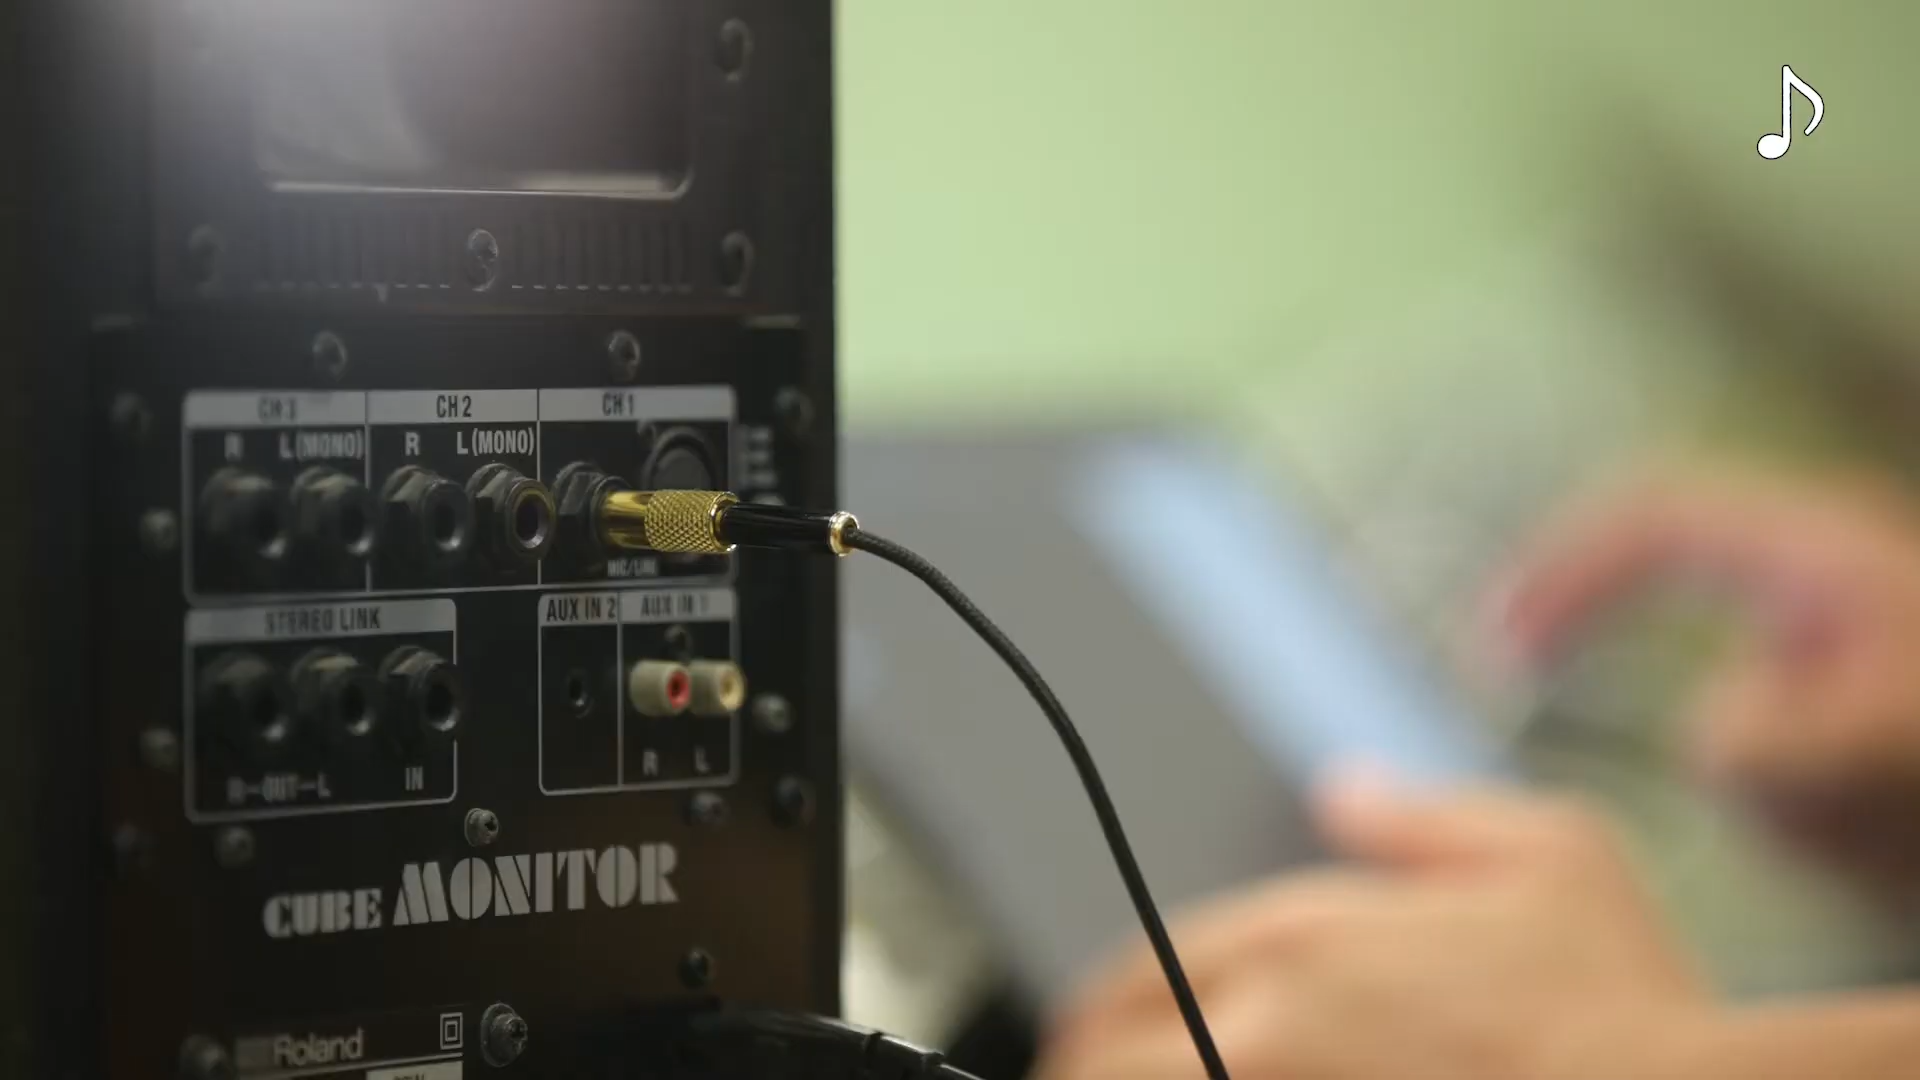 CH 3 CH 2 CH 1
R L (MONO) R L (MONO)
MIC/LINE
STEREO LINK AUX IN 2 AUX IN 1
R-OUT-L IN R L
CUBE MONITOR
Roland